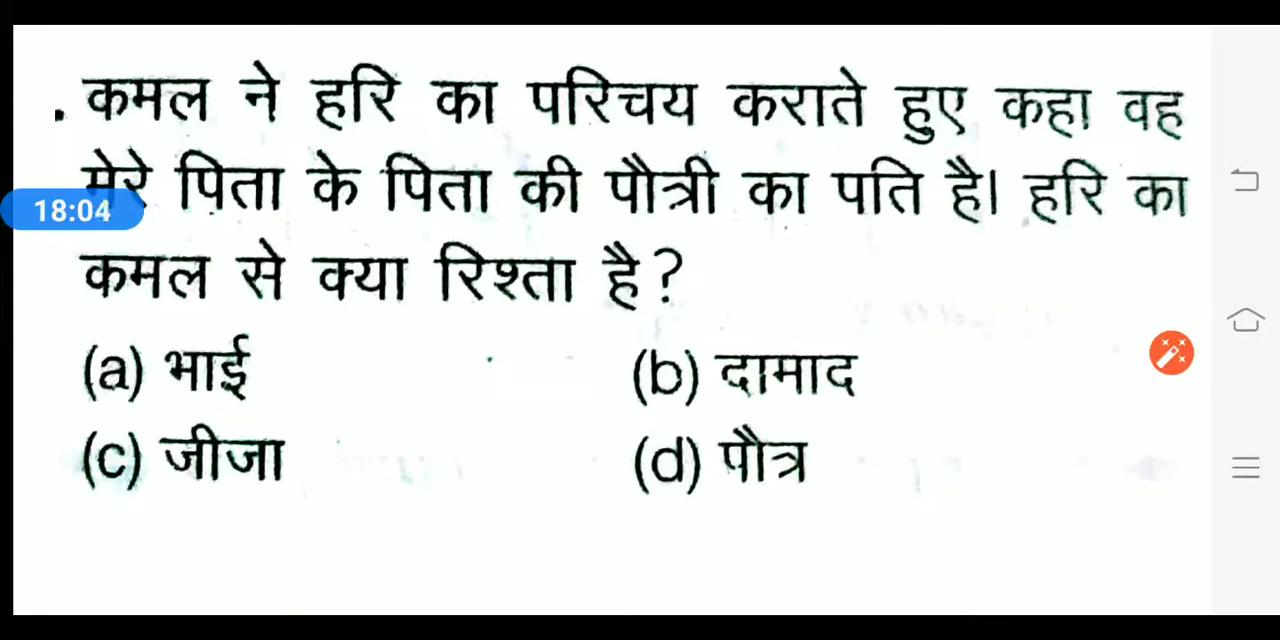 . कमल ने हरि का परिचय कराते हुए कहा वह
मेरे पिता के पिता की पौत्री का पति है। हरि का
18:04
कमल से क्या रिश्ता है?
(a) भाई (b) दामाद
(c) जीजा (d) पौत्र